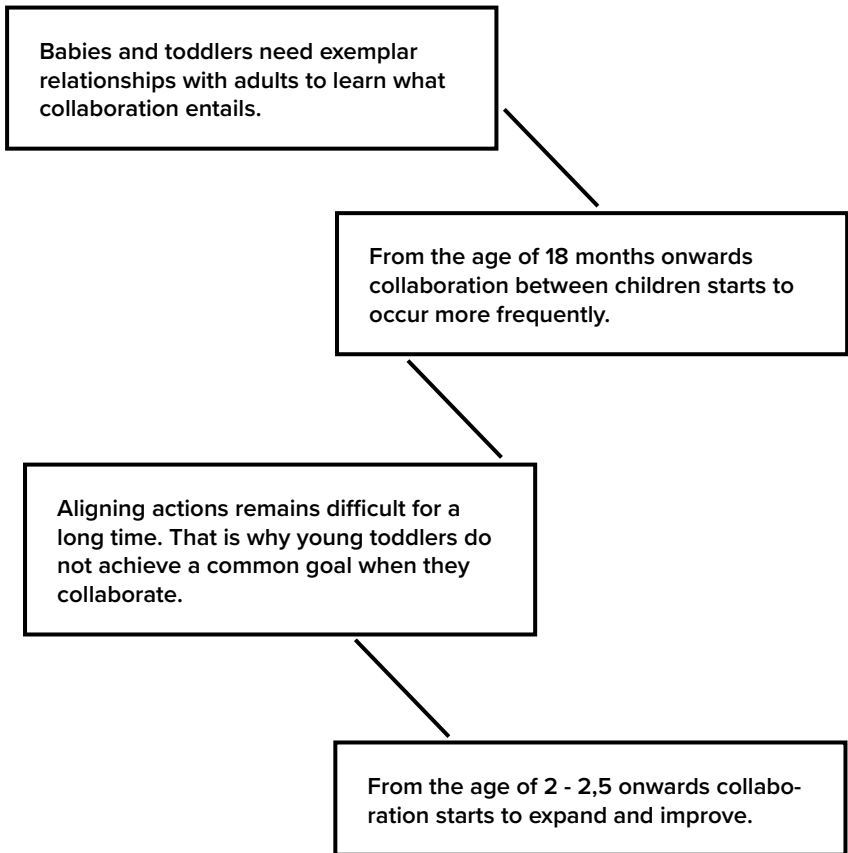 Babies and toddlers need exemplar
relationships with adults to learn what
collaboration entails.
From the age of 18 months onwards
collaboration between children starts to
occur more frequently.
Aligning actions remains difficult for a
long time. That is why young toddlers do
not achieve a common goal when they
collaborate.
From the age of 2 - 2,5 onwards collabo-
ration starts to expand and improve.